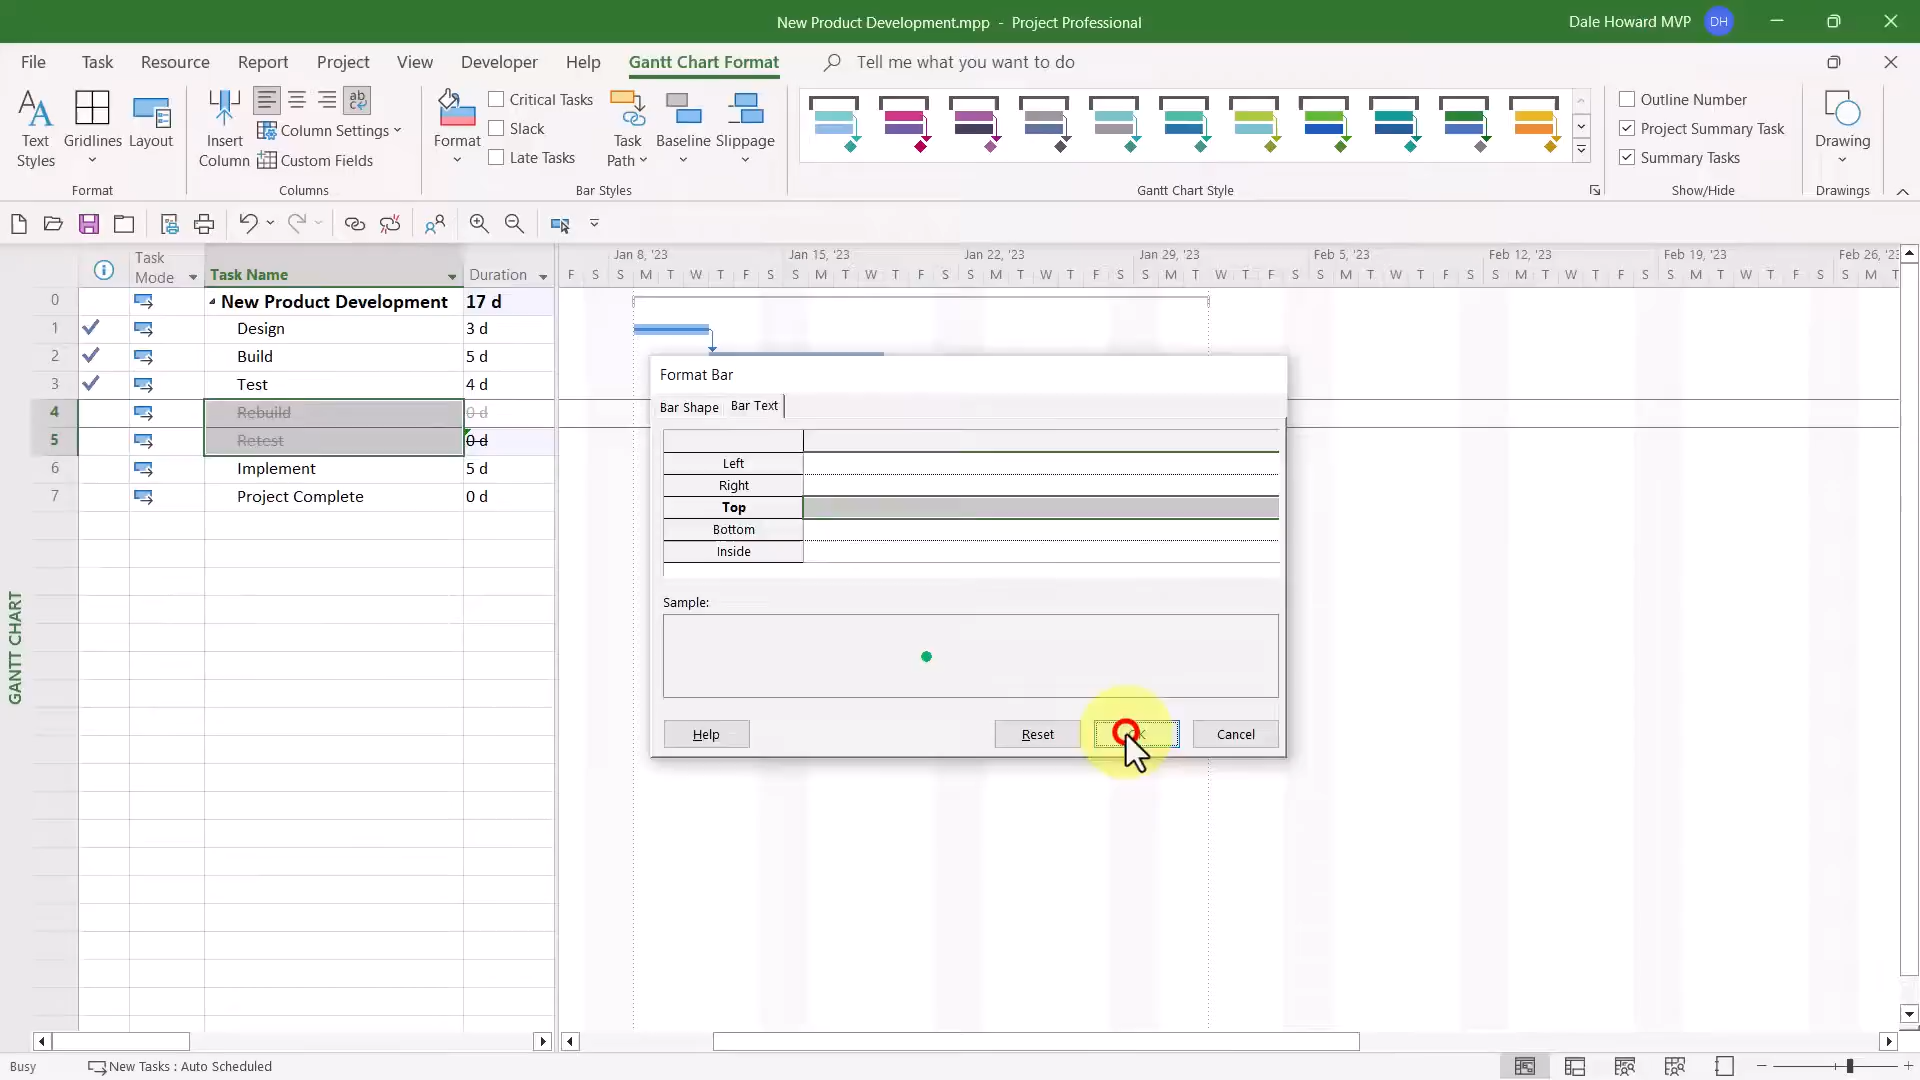 New Product Development.mpp - Project Professional
Dale Howard MVP DH
File Task Resource Report Project View Developer Help Gantt Chart Format Tell me what you want to do
Text Styles
Gridlines
Layout
Format
Insert Column
Column Settings
Custom Fields
Columns
Format
Critical Tasks
Slack
Late Tasks
Task Path
Baseline
Slippage
Bar Styles
Gantt Chart Style
Outline Number
Project Summary Task
Summary Tasks
Show/Hide
Drawing
Drawings
Task Mode
Task Name
Duration
Jan 8, '23 Jan 15, '23 Jan 22, '23 Jan 29, '23 Feb 5, '23 Feb 12, '23 Feb 19, '23 Feb 26, '23
F S S M T W T F S S M T W T F S S M T W T F S S M T W T F S S M T W T F S S M T W T F S S M T W T F S S M T
0 New Product Development 17 d
1 Design 3 d
2 Build 5 d
3 Test 4 d
4 Rebuild 0 d
5 Retest 0 d
6 Implement 5 d
7 Project Complete 0 d
GANTT CHART
Format Bar
Bar Shape Bar Text
Left
Right
Top
Bottom
Inside
Sample:
Help Reset Cancel
Busy New Tasks : Auto Scheduled